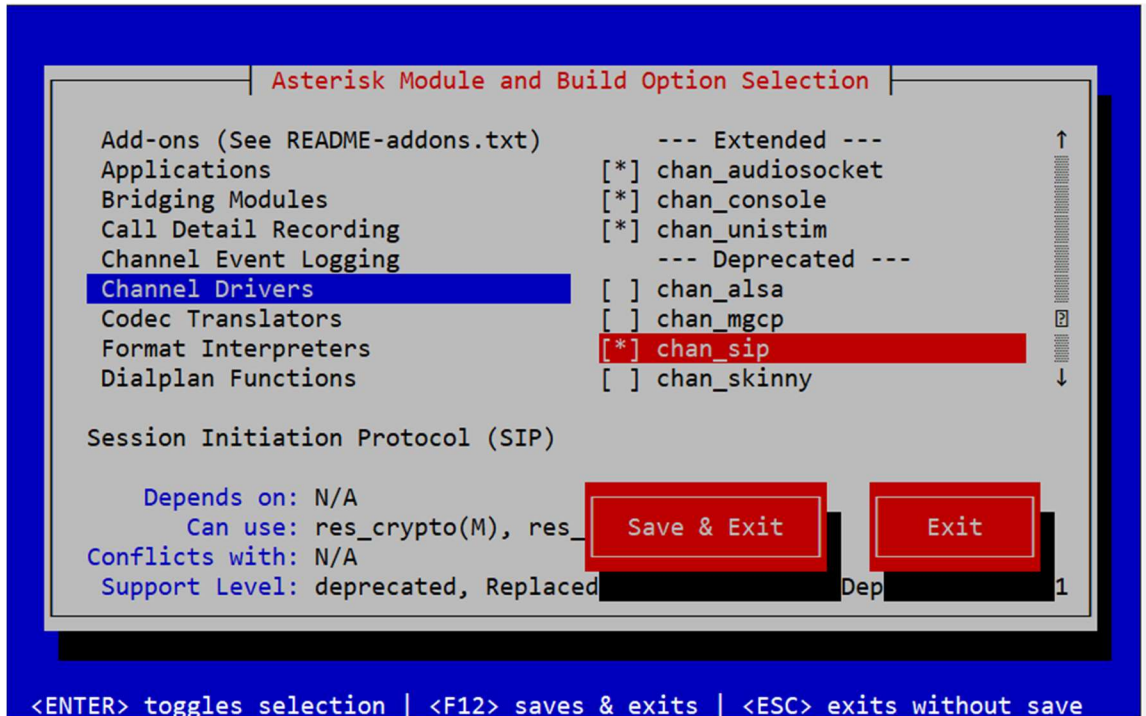 Asterisk Module and Build Option Selection
Add-ons (See README-addons.txt) --- Extended ---
Applications [*] chan_audiosocket
Bridging Modules [*] chan_console
Call Detail Recording [*] chan_unistim
Channel Event Logging --- Deprecated ---
Channel Drivers [ ] chan_alsa
Codec Translators [ ] chan_mgcp
Format Interpreters [*] chan_sip
Dialplan Functions [ ] chan_skinny
Session Initiation Protocol (SIP)
Depends on: N/A
Can use: res_crypto(M), res_ Save & Exit Exit
Conflicts with: N/A
Support Level: deprecated, Replaced Dep 1
<ENTER> toggles selection | <F12> saves & exits | <ESC> exits without save